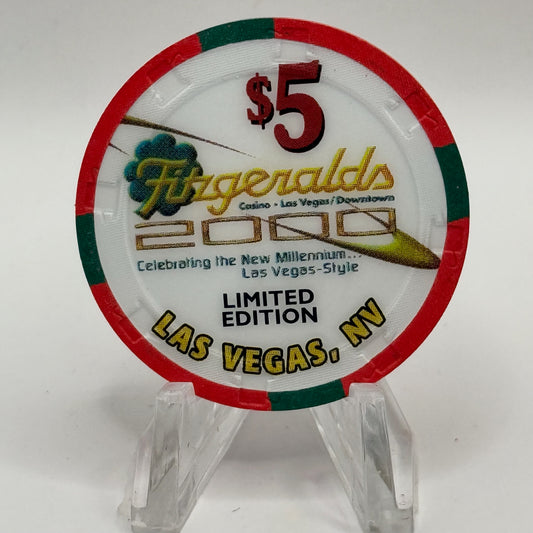 $5
Fitzgeralds
Casino • Las Vegas/Downtown
2000
Celebrating the New Millennium...
Las Vegas-Style
LIMITED
EDITION
LAS VEGAS, NV